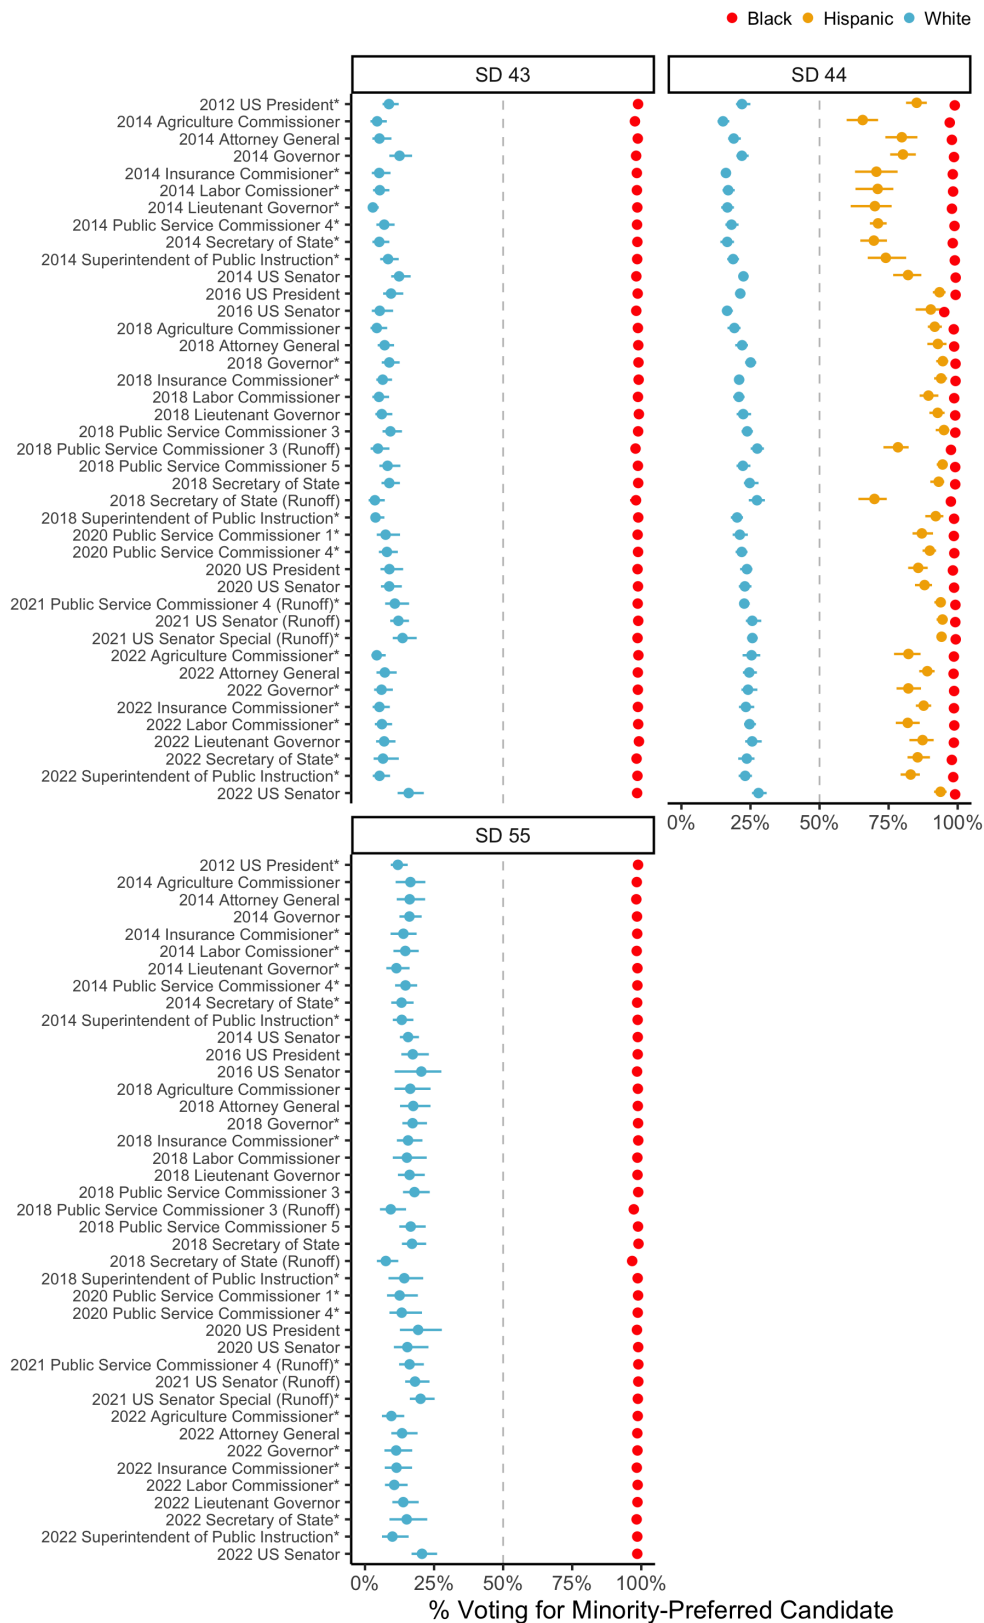 Black Hispanic White
SD 43 SD 44
2012 US President*
2014 Agriculture Commissioner
2014 Attorney General
2014 Governor
2014 Insurance Commisioner*
2014 Labor Comissioner*
2014 Lieutenant Governor*
2014 Public Service Commissioner 4*
2014 Secretary of State*
2014 Superintendent of Public Instruction*
2014 US Senator
2016 US President
2016 US Senator
2018 Agriculture Commissioner
2018 Attorney General
2018 Governor*
2018 Insurance Commissioner*
2018 Labor Commissioner
2018 Lieutenant Governor
2018 Public Service Commissioner 3
2018 Public Service Commissioner 3 (Runoff)
2018 Public Service Commissioner 5
2018 Secretary of State
2018 Secretary of State (Runoff)
2018 Superintendent of Public Instruction*
2020 Public Service Commissioner 1*
2020 Public Service Commissioner 4*
2020 US President
2020 US Senator
2021 Public Service Commissioner 4 (Runoff)*
2021 US Senator (Runoff)
2021 US Senator Special (Runoff)*
2022 Agriculture Commissioner*
2022 Attorney General
2022 Governor*
2022 Insurance Commissioner*
2022 Labor Commissioner*
2022 Lieutenant Governor
2022 Secretary of State*
2022 Superintendent of Public Instruction*
2022 US Senator
0% 25% 50% 75% 100%
SD 55
2012 US President*
2014 Agriculture Commissioner
2014 Attorney General
2014 Governor
2014 Insurance Commisioner*
2014 Labor Comissioner*
2014 Lieutenant Governor*
2014 Public Service Commissioner 4*
2014 Secretary of State*
2014 Superintendent of Public Instruction*
2014 US Senator
2016 US President
2016 US Senator
2018 Agriculture Commissioner
2018 Attorney General
2018 Governor*
2018 Insurance Commissioner*
2018 Labor Commissioner
2018 Lieutenant Governor
2018 Public Service Commissioner 3
2018 Public Service Commissioner 3 (Runoff)
2018 Public Service Commissioner 5
2018 Secretary of State
2018 Secretary of State (Runoff)
2018 Superintendent of Public Instruction*
2020 Public Service Commissioner 1*
2020 Public Service Commissioner 4*
2020 US President
2020 US Senator
2021 Public Service Commissioner 4 (Runoff)*
2021 US Senator (Runoff)
2021 US Senator Special (Runoff)*
2022 Agriculture Commissioner*
2022 Attorney General
2022 Governor*
2022 Insurance Commissioner*
2022 Labor Commissioner*
2022 Lieutenant Governor
2022 Secretary of State*
2022 Superintendent of Public Instruction*
2022 US Senator
0% 25% 50% 75% 100%
% Voting for Minority-Preferred Candidate